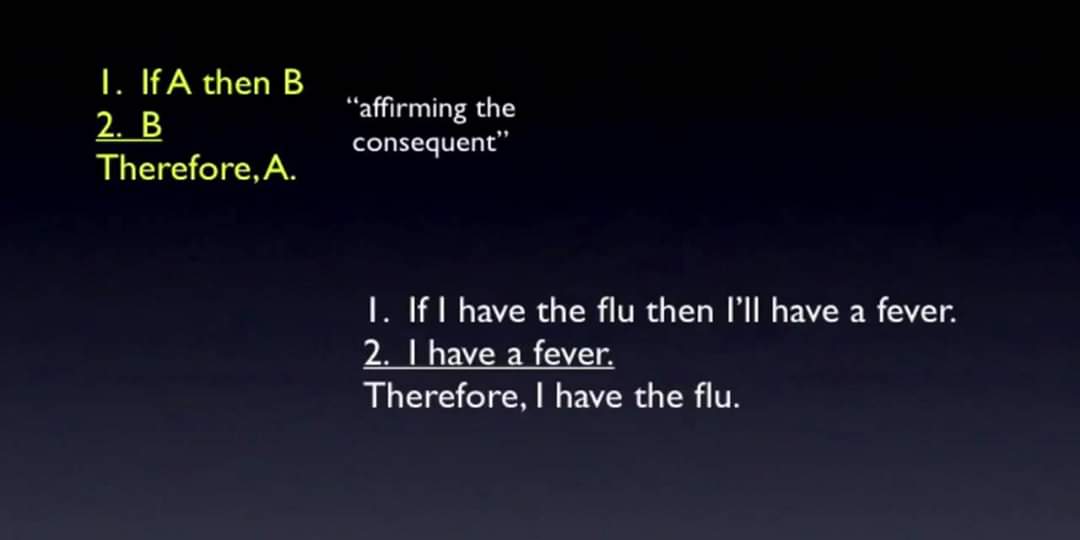 1. If A then B
2. B
Therefore, A.
“affirming the
consequent”
1. If I have the flu then I’ll have a fever.
2. I have a fever.
Therefore, I have the flu.